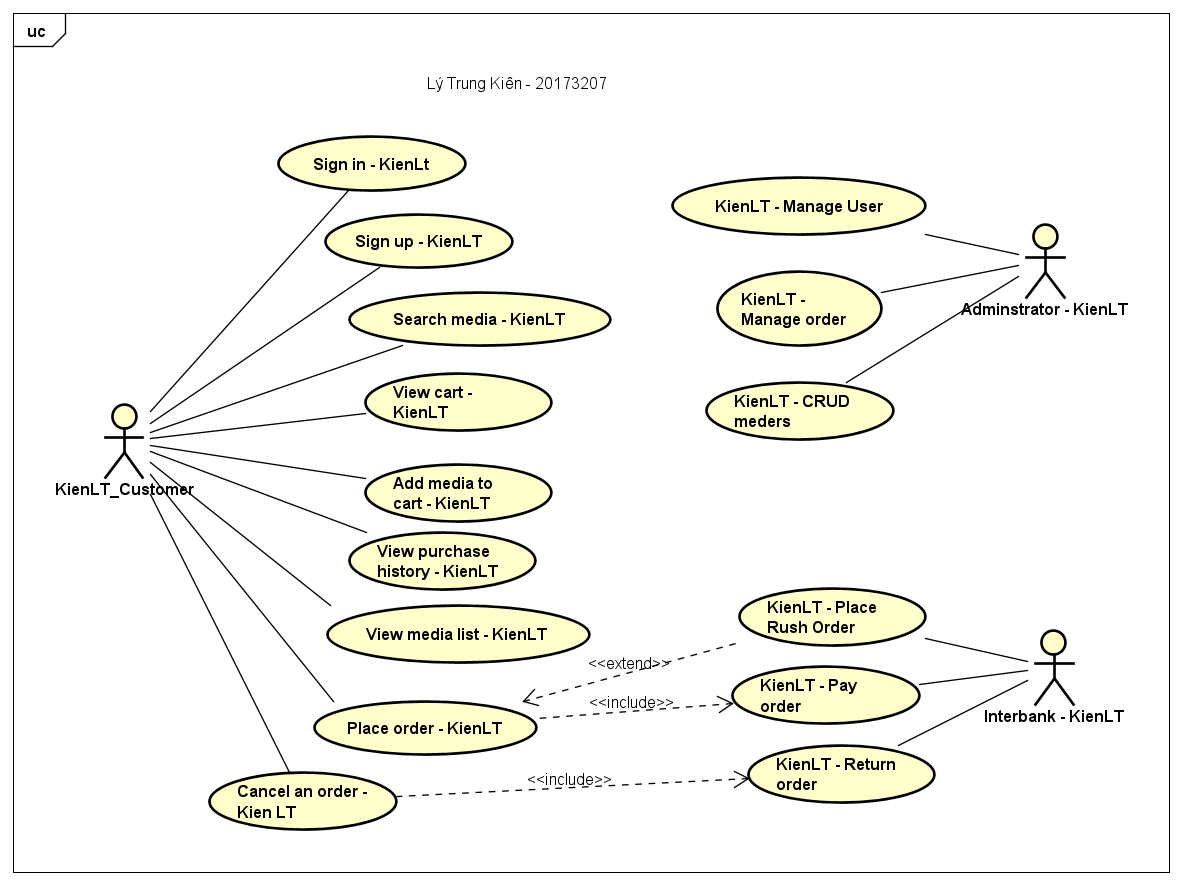 uc
Lý Trung Kiên - 20173207
Sign in - KienLt
Sign up - KienLT
Search media - KienLT
View cart -
KienLT
Add media to
cart - KienLT
View purchase
history - KienLT
View media list - KienLT
Place order - KienLT
Cancel an order -
Kien LT
KienLT_Customer
KienLT - Manage User
KienLT -
Manage order
KienLT - CRUD
meders
Adminstrator - KienLT
KienLT - Place
Rush Order
KienLT - Pay
order
KienLT - Return
order
Interbank - KienLT
<<extend>>
<<include>>
<<include>>